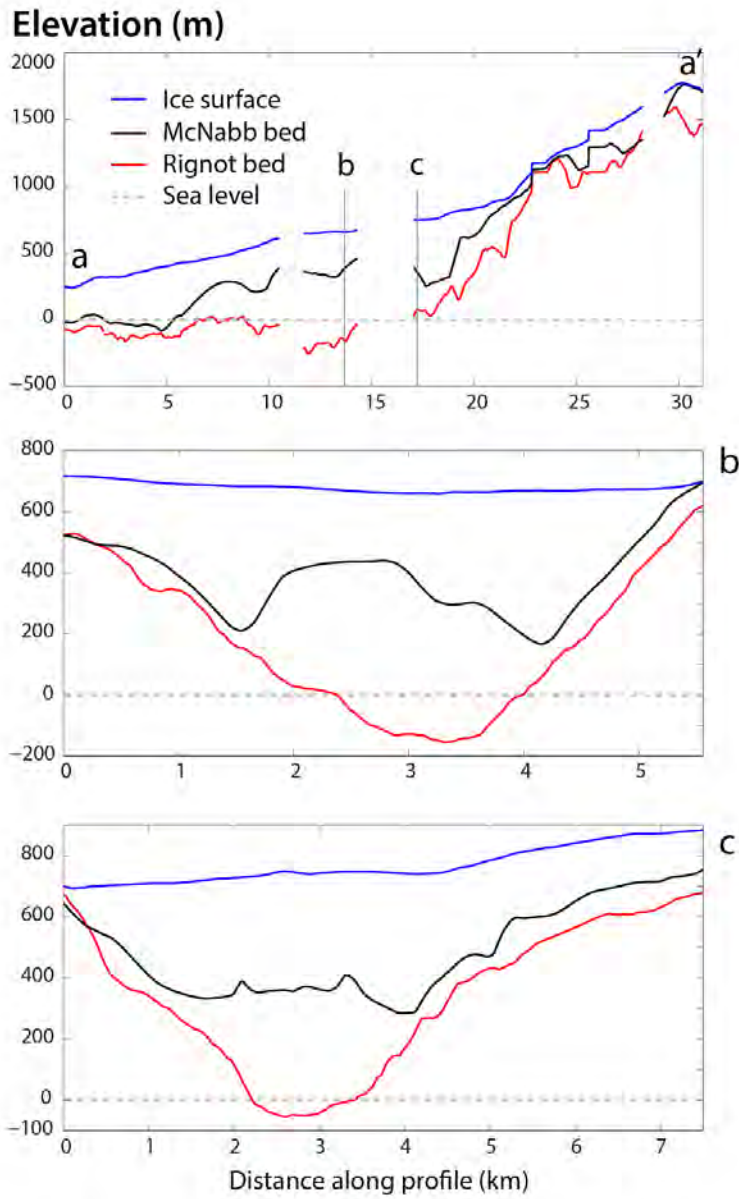 Elevation (m)
2000
1500
1000
500
0
−500
Ice surface
McNabb bed
Rignot bed
Sea level
a
b
c
a′
0 5 10 15 20 25 30
800
600
400
200
0
−200
b
0 1 2 3 4 5
800
600
400
200
0
−100
c
0 1 2 3 4 5 6 7
Distance along profile (km)